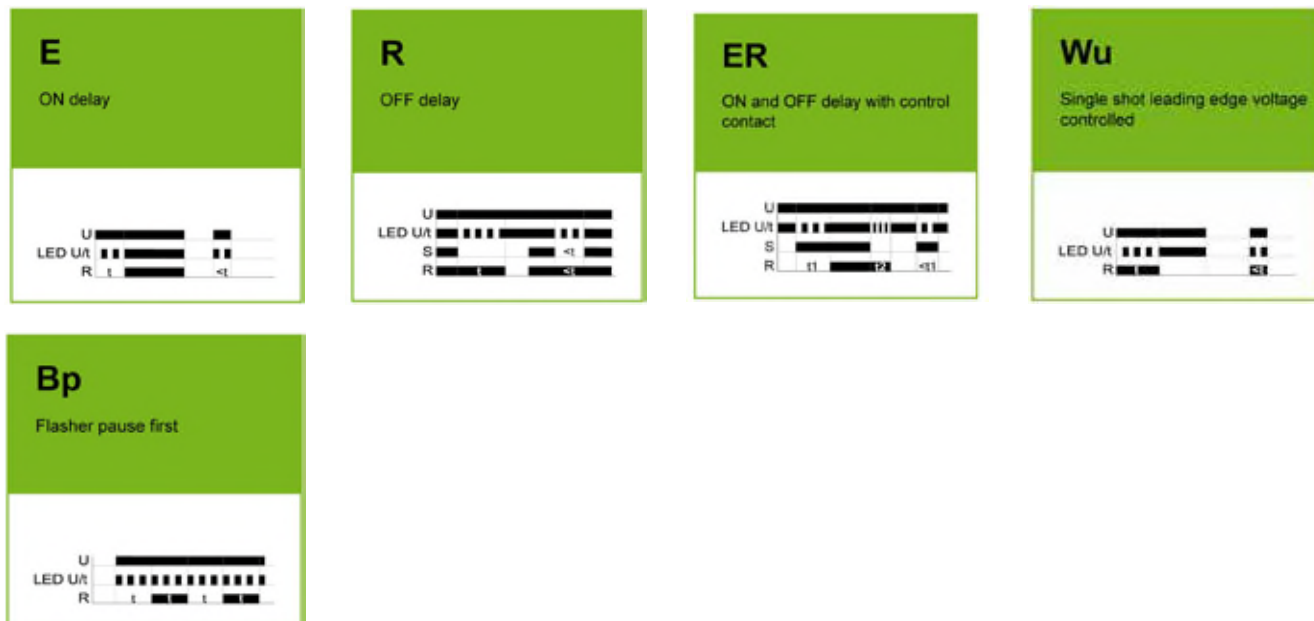 E
ON delay
U
LED U/t
R t <t
R
OFF delay
U
LED U/t
S <t
R t <t
ER
ON and OFF delay with control
contact
U
LED U/t
S
R t1 t2 <t1
Wu
Single shot leading edge voltage
controlled
U
LED U/t
R t <t
Bp
Flasher pause first
U
LED U/t
R t t t t